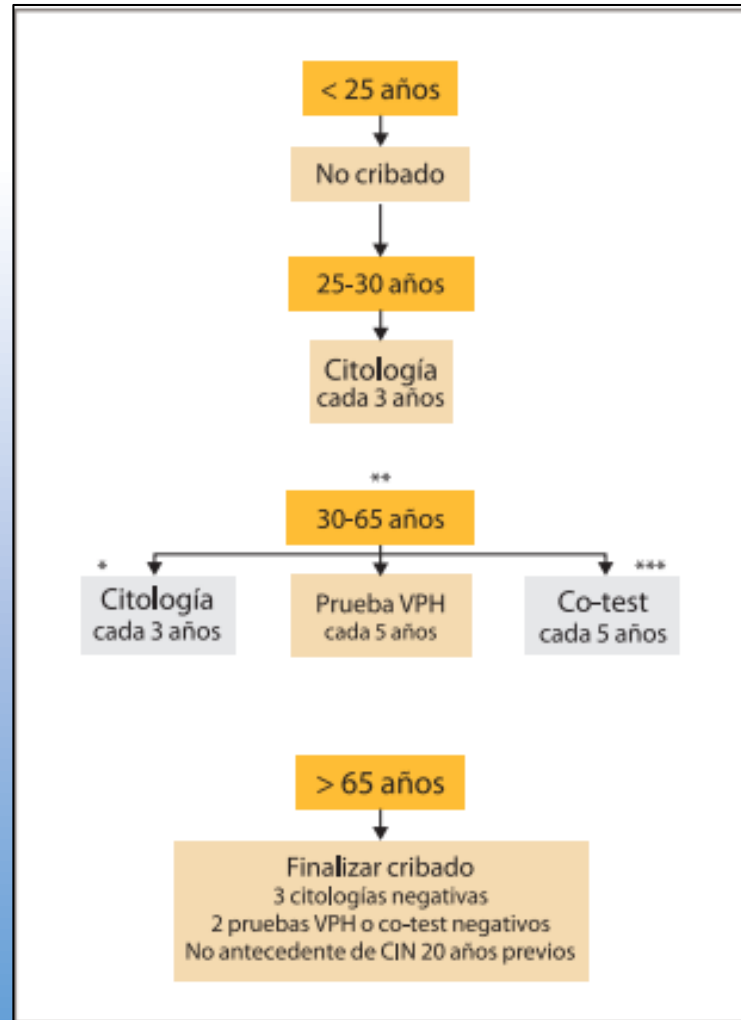 < 25 años
No cribado
25-30 años
Citología
cada 3 años
**
30-65 años
*
***
Citología
cada 3 años
Prueba VPH
cada 5 años
Co-test
cada 5 años
> 65 años
Finalizar cribado
3 citologías negativas
2 pruebas VPH o co-test negativos
No antecedente de CIN 20 años previos